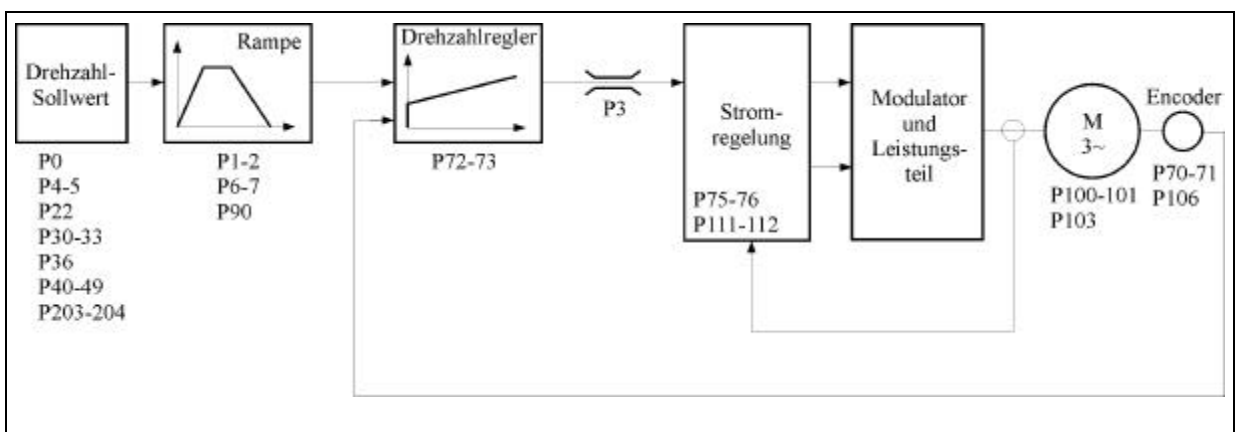 Drehzahl-
Sollwert
P0
P4-5
P22
P30-33
P36
P40-49
P203-204
Rampe
P1-2
P6-7
P90
Drehzahlregler
P72-73
P3
Strom-
regelung
P75-76
P111-112
Modulator
und
Leistungs-
teil
M
3~
P100-101
P103
Encoder
P70-71
P106